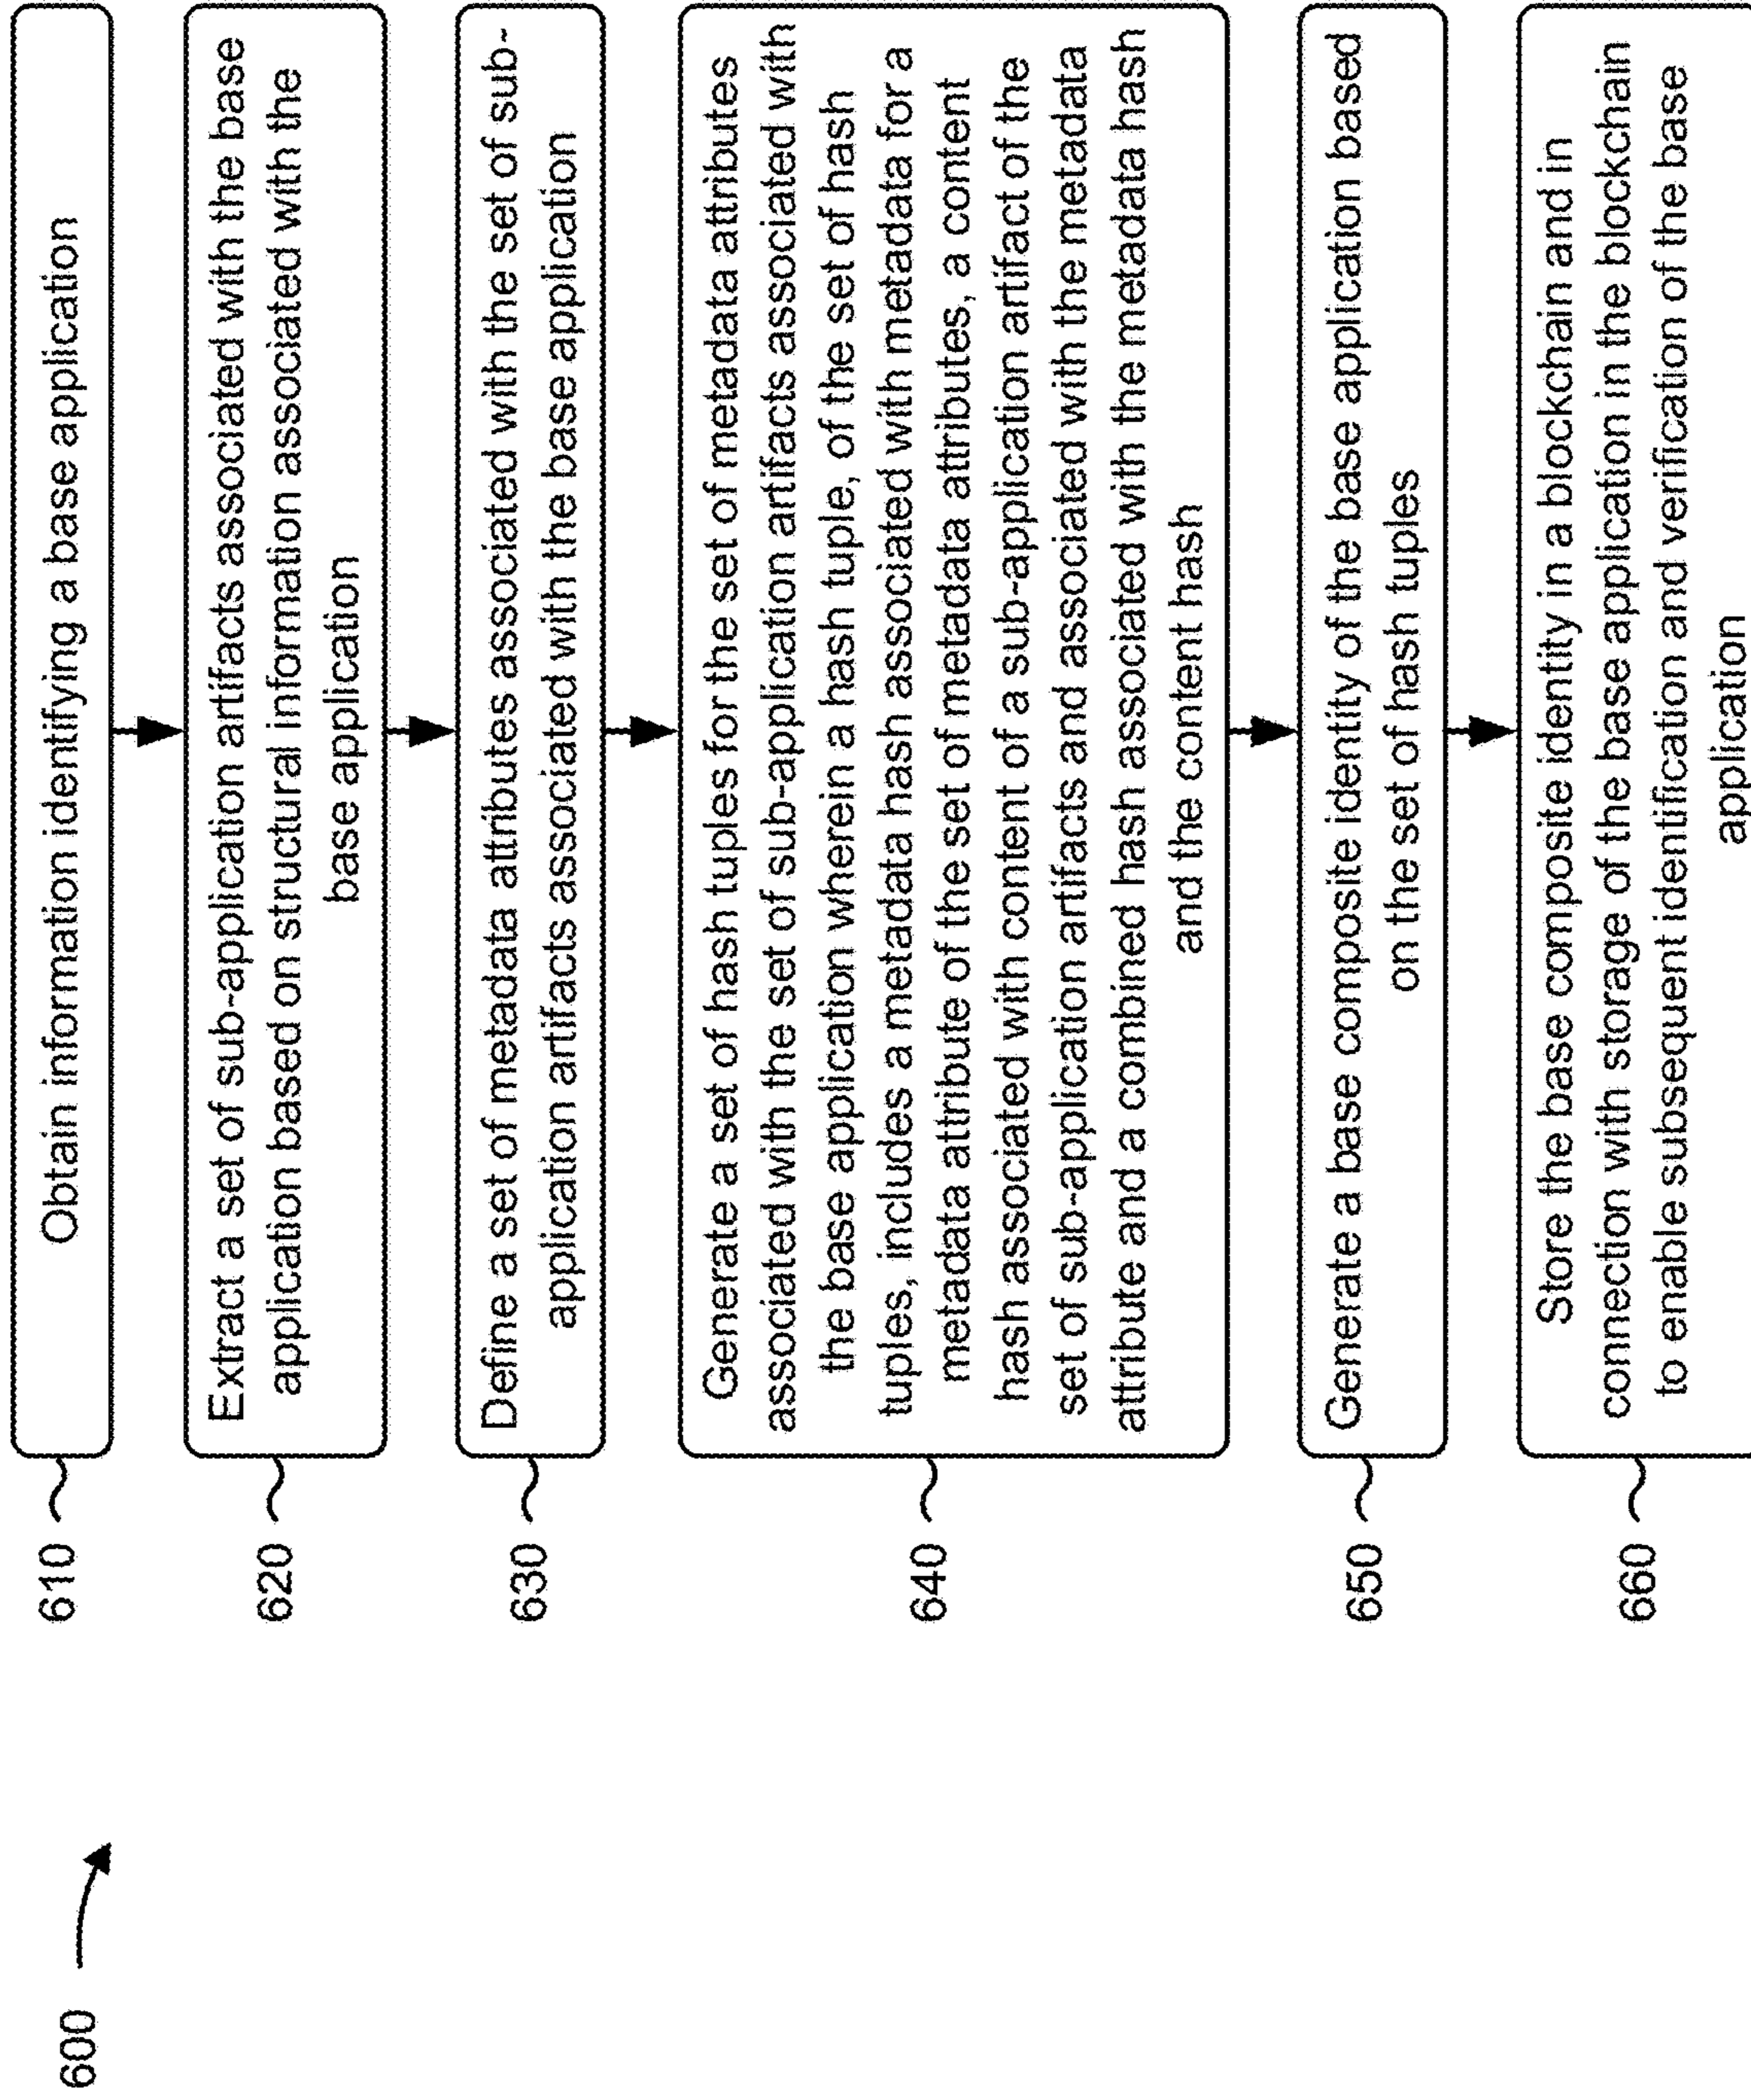 600
610
Obtain information identifying a base application
620
Extract a set of sub-application artifacts associated with the base
application based on structural information associated with the
base application
630
Define a set of metadata attributes associated with the set of sub-
application artifacts associated with the base application
640
Generate a set of hash tuples for the set of metadata attributes
associated with the set of sub-application artifacts associated with
the base application wherein a hash tuple, of the set of hash
tuples, includes a metadata hash associated with metadata for a
metadata attribute of the set of metadata attributes, a content
hash associated with content of a sub-application artifact of the
set of sub-application artifacts and associated with the metadata
attribute and a combined hash associated with the metadata hash
and the content hash
650
Generate a base composite identity of the base application based
on the set of hash tuples
660
Store the base composite identity in a blockchain and in
connection with storage of the base application in the blockchain
to enable subsequent identification and verification of the base
application